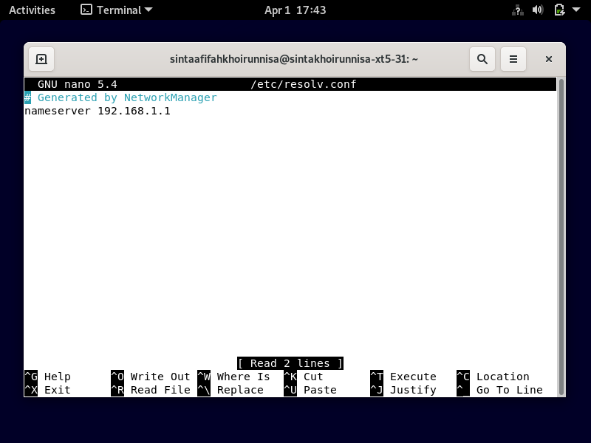 Activities Terminal Apr 1 17:43
sintaafifahkhoirunnisa@sintakhoirunnisa-xt5-31: ~
GNU nano 5.4 /etc/resolv.conf
# Generated by NetworkManager
nameserver 192.168.1.1
[ Read 2 lines ]
^G Help ^O Write Out ^W Where Is ^K Cut ^T Execute ^C Location
^X Exit ^R Read File ^\ Replace ^U Paste ^J Justify ^_ Go To Line